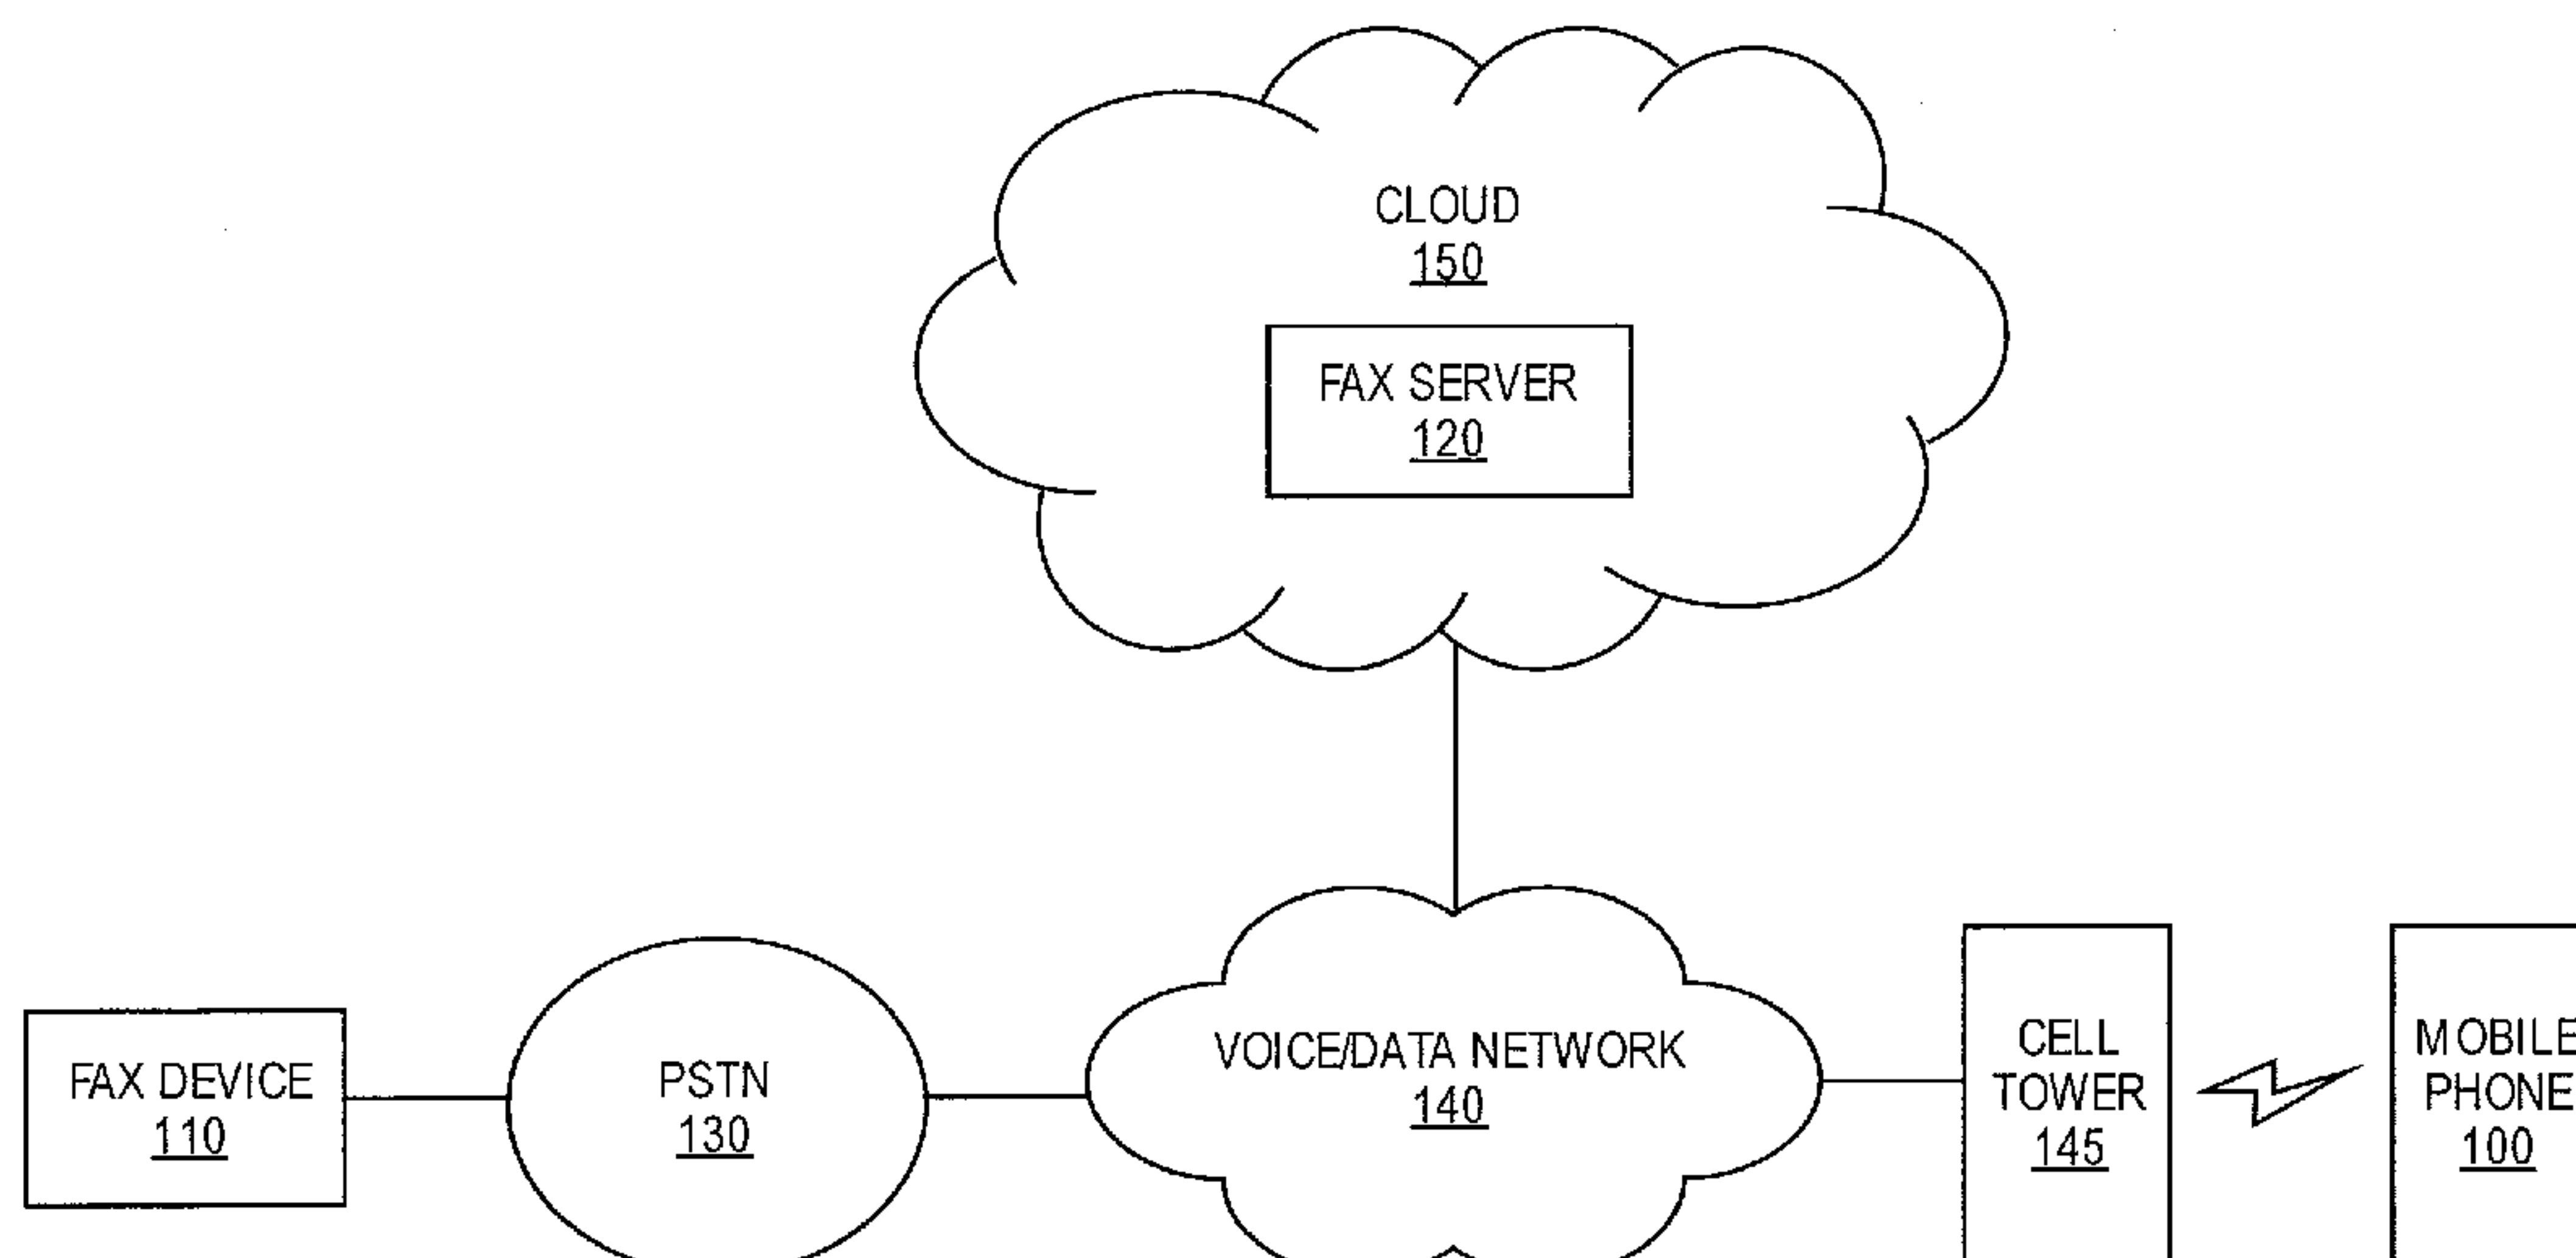 CLOUD
150
FAX SERVER
120
FAX DEVICE
110
PSTN
130
VOICE/DATA NETWORK
140
CELL
TOWER
145
MOBILE
PHONE
100